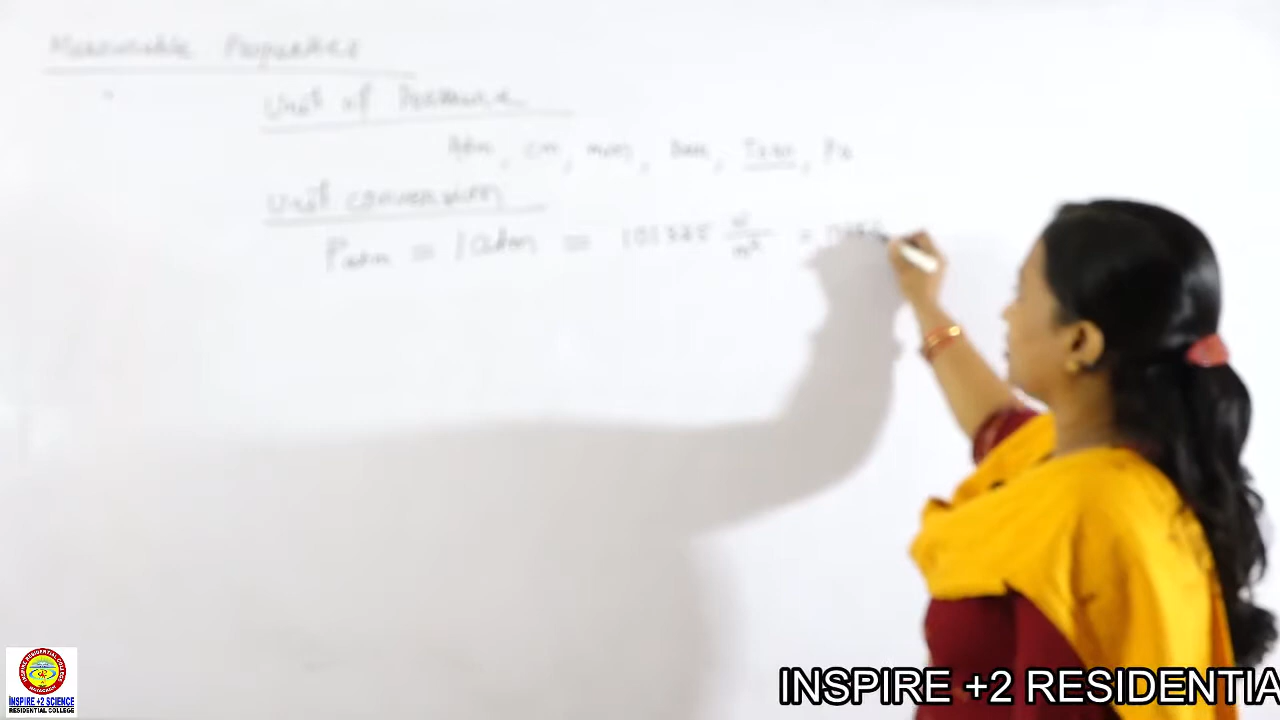 Measurable Properties
Unit of Pressure
Atm, cm, mm, Bar, Torr, Pa
Unit conversion
Patm = 1 atm = 101325 N/m² =
INSPIRE +2 SCIENCE
RESIDENTIAL COLLEGE
INSPIRE +2 RESIDENTIA